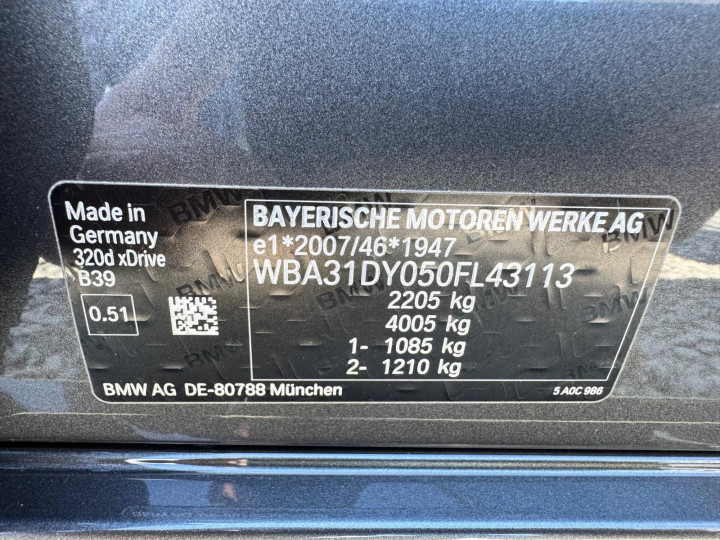 Made in
Germany
320d xDrive
B39
0.51
BAYERISCHE MOTOREN WERKE AG
e1*2007/46*1947
WBA31DY050FL43113
2205 kg
4005 kg
1- 1085 kg
2- 1210 kg
BMW AG DE-80788 München
5 A0C 986